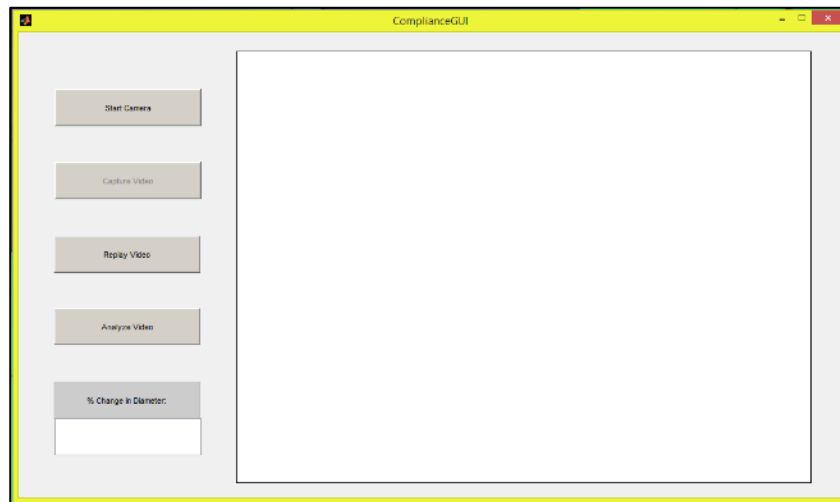 ComplianceGUI
Start Camera
Capture Video
Replay Video
Analyze Video
% Change in Diameter: